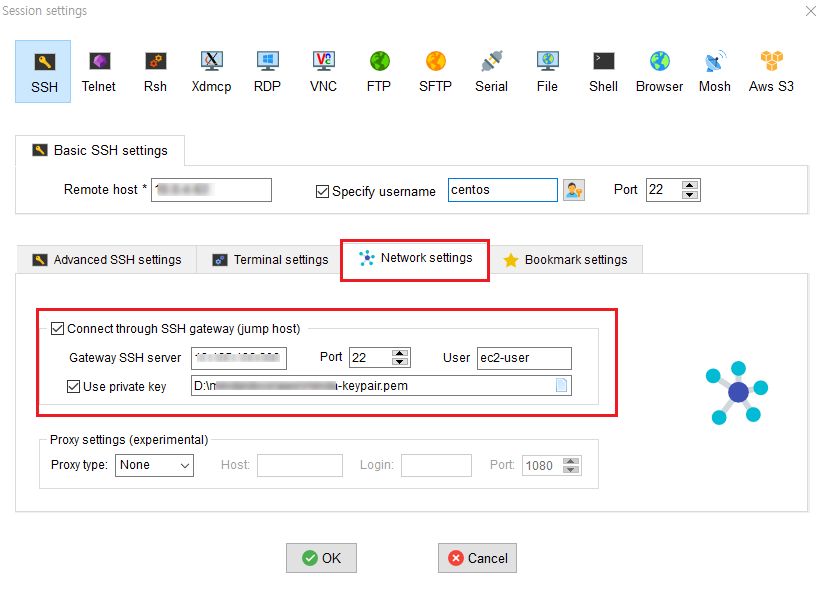 Session settings
SSH Telnet Rsh Xdmcp RDP VNC FTP SFTP Serial File Shell Browser Mosh Aws S3
Basic SSH settings
Remote host * Specify username centos Port 22
Advanced SSH settings Terminal settings Network settings Bookmark settings
Connect through SSH gateway (jump host)
Gateway SSH server Port 22 User ec2-user
Use private key D:\ -keypair.pem
Proxy settings (experimental)
Proxy type: None Host: Login: Port: 1080
OK Cancel